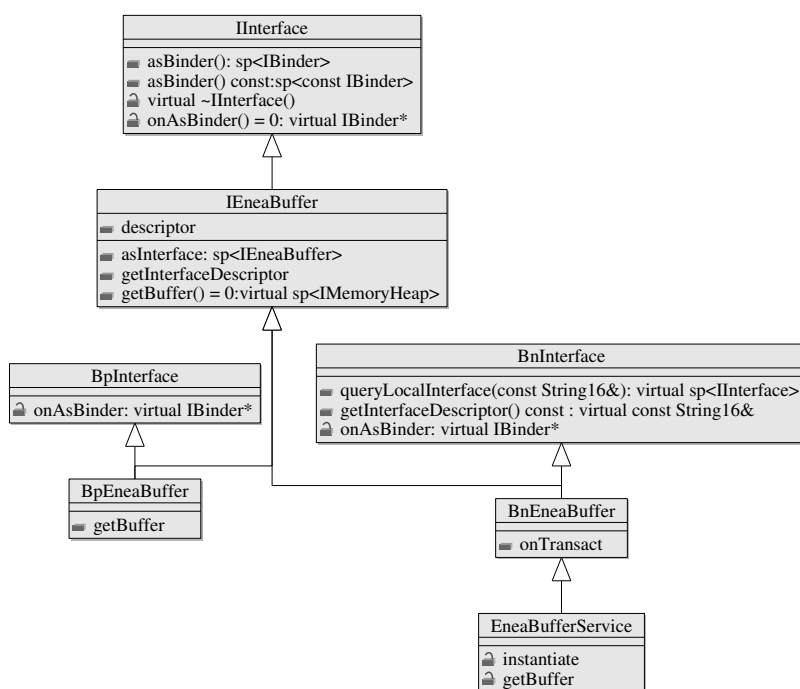 IInterface
asBinder(): sp<IBinder>
asBinder() const:sp<const IBinder>
virtual ~IInterface()
onAsBinder() = 0: virtual IBinder*
IEneaBuffer
descriptor
asInterface: sp<IEneaBuffer>
getInterfaceDescriptor
getBuffer() = 0:virtual sp<IMemoryHeap>
BpInterface
onAsBinder: virtual IBinder*
BnInterface
queryLocalInterface(const String16&): virtual sp<IInterface>
getInterfaceDescriptor() const : virtual const String16&
onAsBinder: virtual IBinder*
BpEneaBuffer
getBuffer
BnEneaBuffer
onTransact
EneaBufferService
instantiate
getBuffer